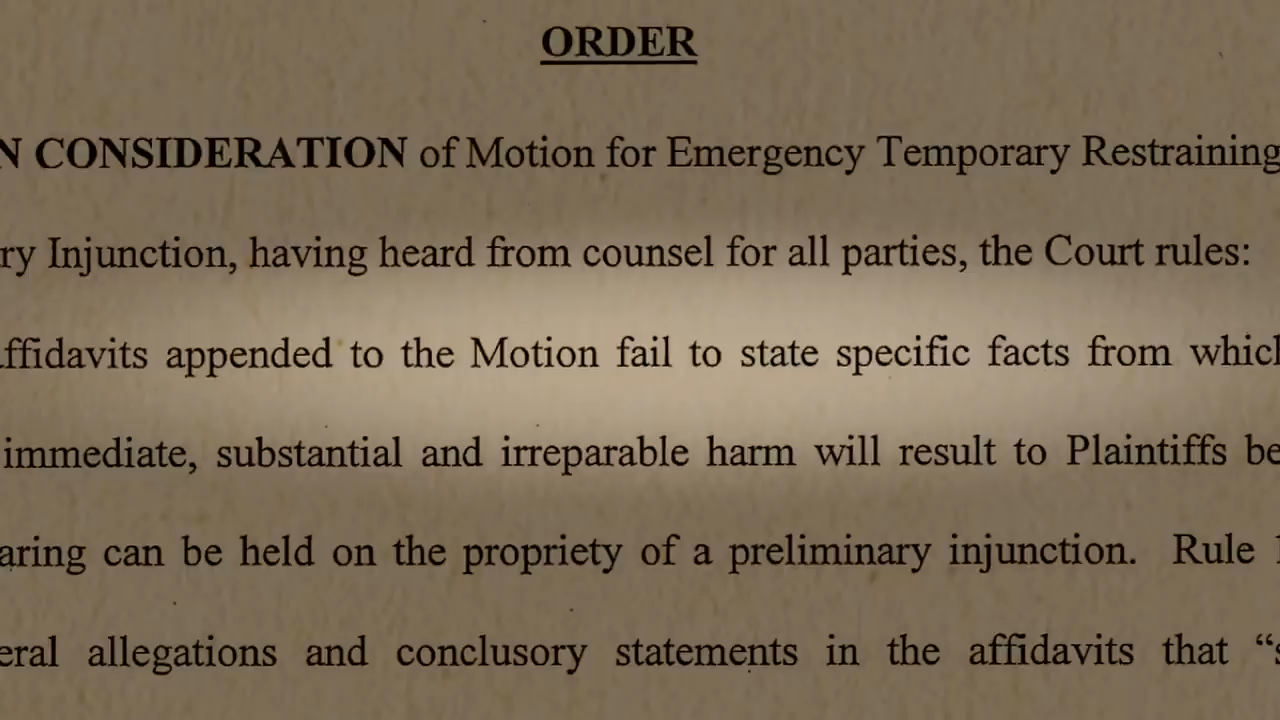 ORDER
N CONSIDERATION of Motion for Emergency Temporary Restraining
ry Injunction, having heard from counsel for all parties, the Court rules:
ffidavits appended to the Motion fail to state specific facts from which
immediate, substantial and irreparable harm will result to Plaintiffs be
aring can be held on the propriety of a preliminary injunction. Rule
eral allegations and conclusory statements in the affidavits that “s